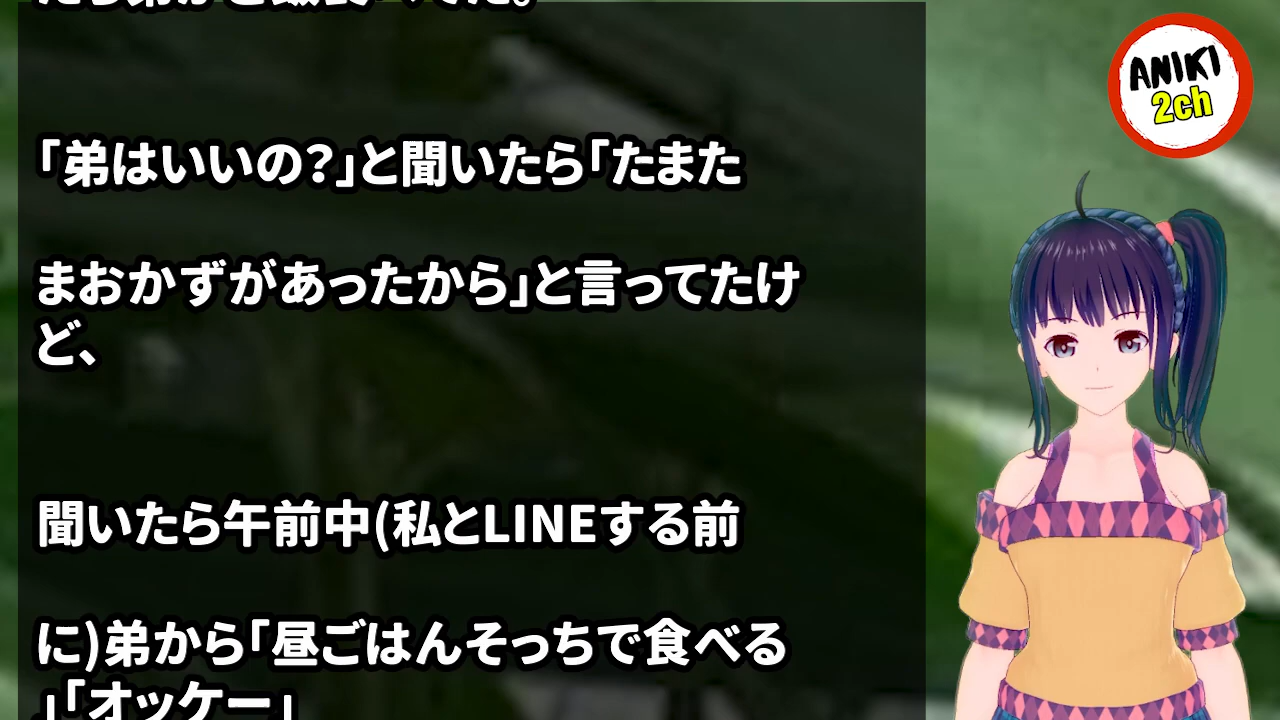 ANIKI
2ch
「弟はいいの?」と聞いたら「たまた
まおかずがあったから」と言ってたけ
ど、
聞いたら午前中(私とLINEする前
に)弟から「昼ごはんそっちで食べる
」「オッケー」